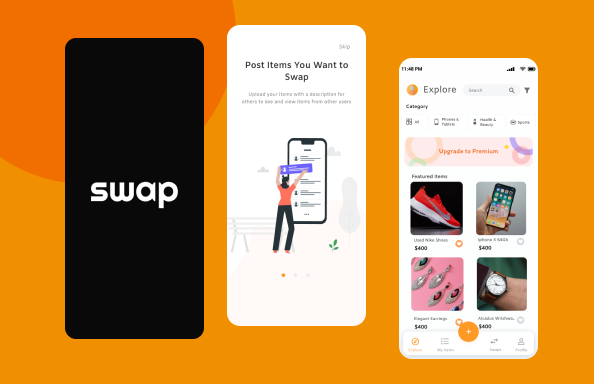 swap
Skip
Post Items You Want to
Swap
Upload your items with a description for
others to see and view items from other users
11:48 PM
Explore
Search
Category
All
Phones &
Tablets
Health &
Beauty
Sports
Upgrade to Premium
Featured Items
Used Nike Shoes
$400
Iphone X 64Gb
$400
Elegant Earrings
$400
Alcadus Wristwa..
$400
+
Explore
My Items
Swaps
Profile